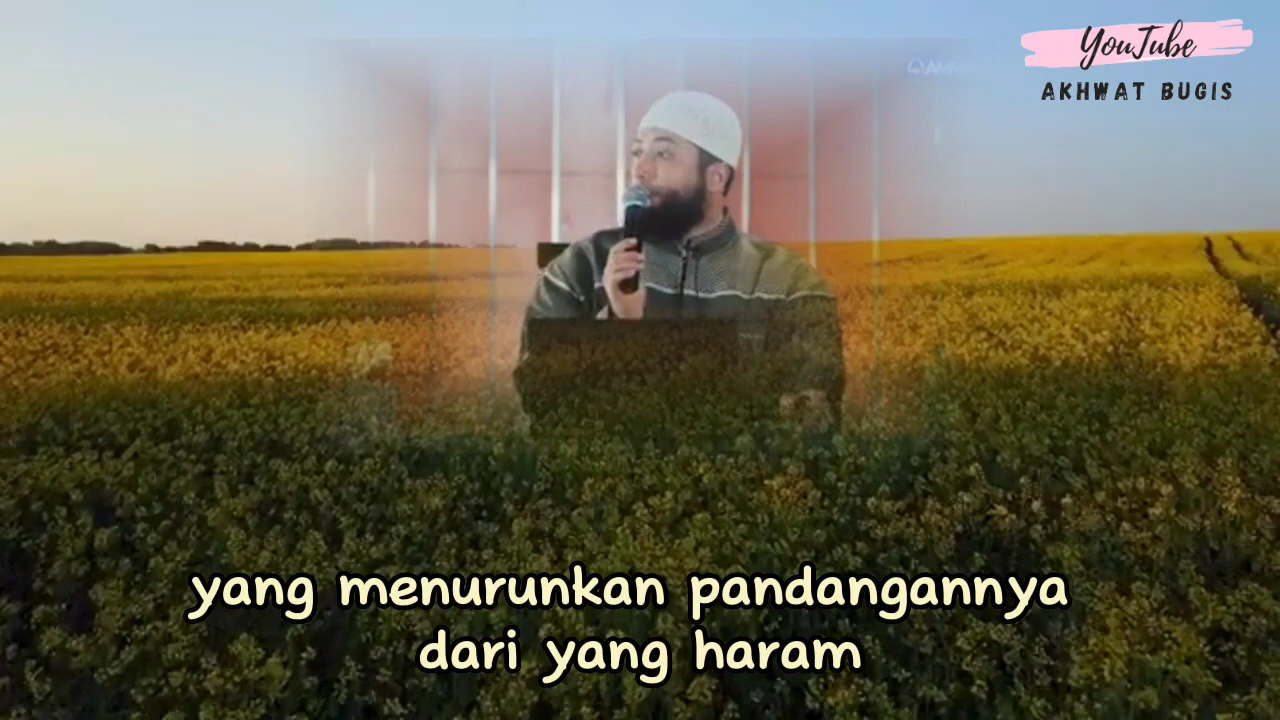 YouTube
AKHWAT BUGIS
yang menurunkan pandangannya
dari yang haram